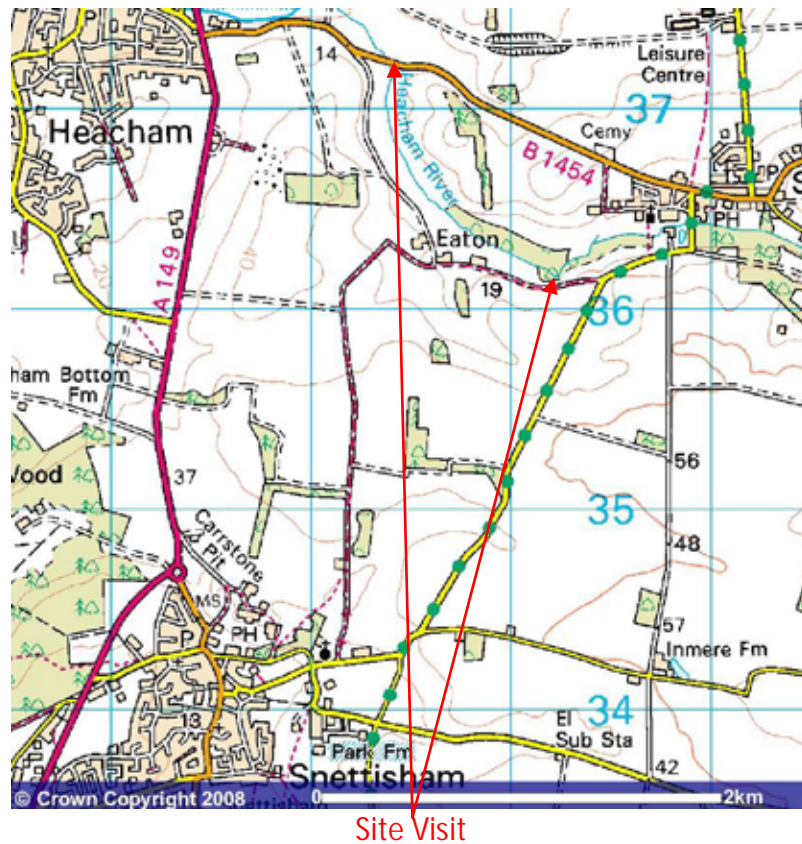 14
Leisure
Centre
37
Heacham
Heacham River
Cemy
B 1454
P
S
PH
Eaton
19
36
A 149
20
40
ham Bottom
Fm
Wood
37
56
35
48
Carrstone
Pit
MS
P
PH
57
Inmere Fm
34
13
El
Sub Sta
Park Fm
Snettisham
42
© Crown Copyright 2008
0
2km
Site Visit